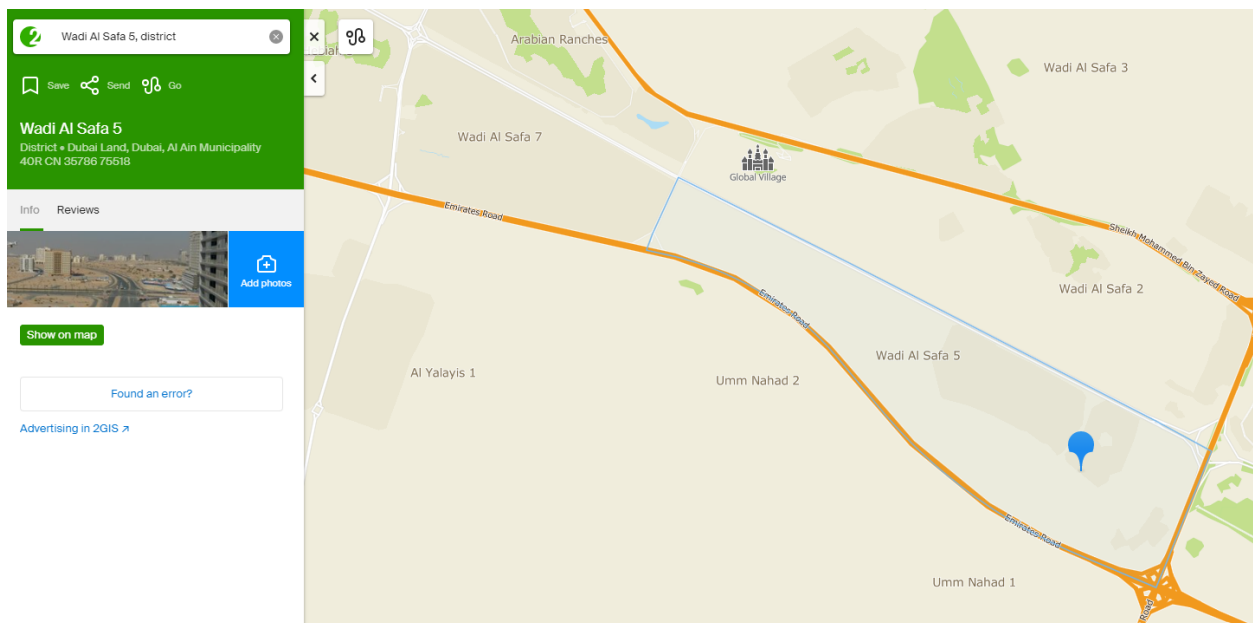 Wadi Al Safa 5, district
Save
Send
Go
Wadi Al Safa 5
District • Dubai Land, Dubai, Al Ain Municipality
40R CN 35786 75518
Info
Reviews
Add photos
Show on map
Found an error?
Advertising in 2GIS ↗
Arabian Ranches
Wadi Al Safa 3
Wadi Al Safa 7
Global Village
Emirates Road
Sheikh Mohammed Bin Zayed Road
Wadi Al Safa 2
Emirates Road
Wadi Al Safa 5
Al Yalayis 1
Umm Nahad 2
Emirates Road
Umm Nahad 1
Road